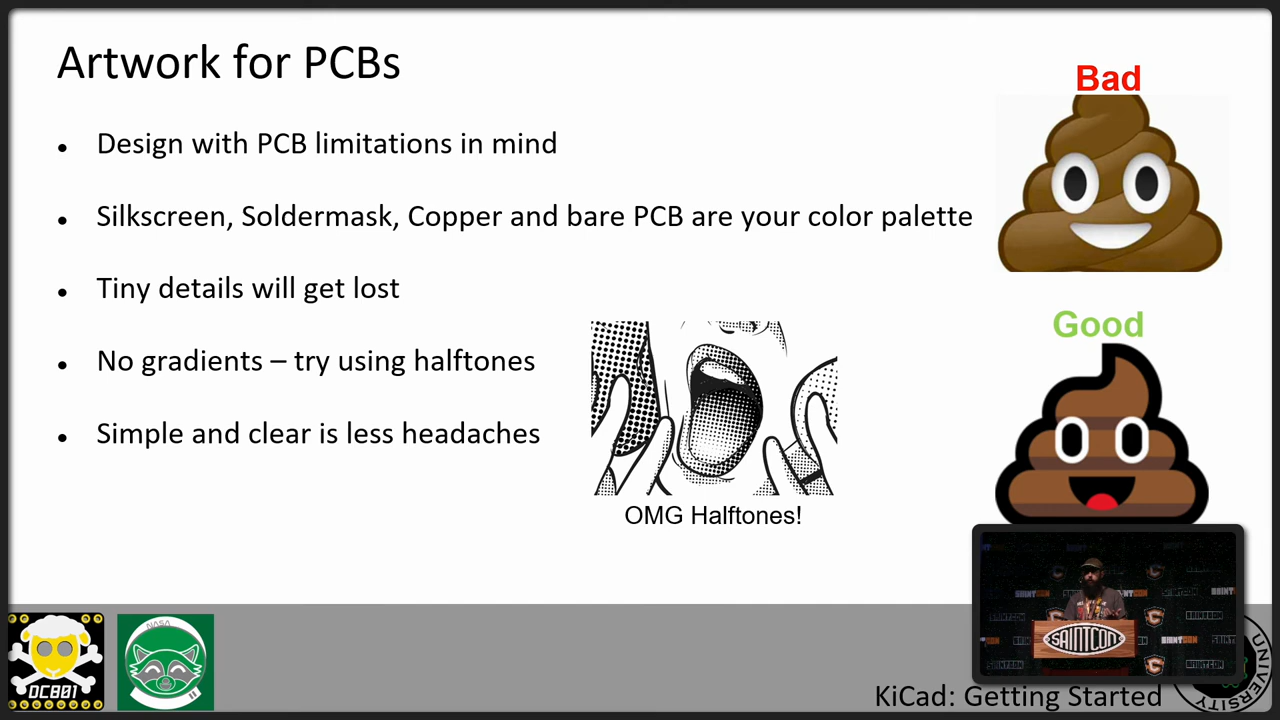 Artwork for PCBs
Bad
Design with PCB limitations in mind
Silkscreen, Soldermask, Copper and bare PCB are your color palette
Tiny details will get lost
Good
No gradients – try using halftones
Simple and clear is less headaches
OMG Halftones!
NASA
DC801
SAINTCON
UNIVERSITY
KiCad: Getting Started